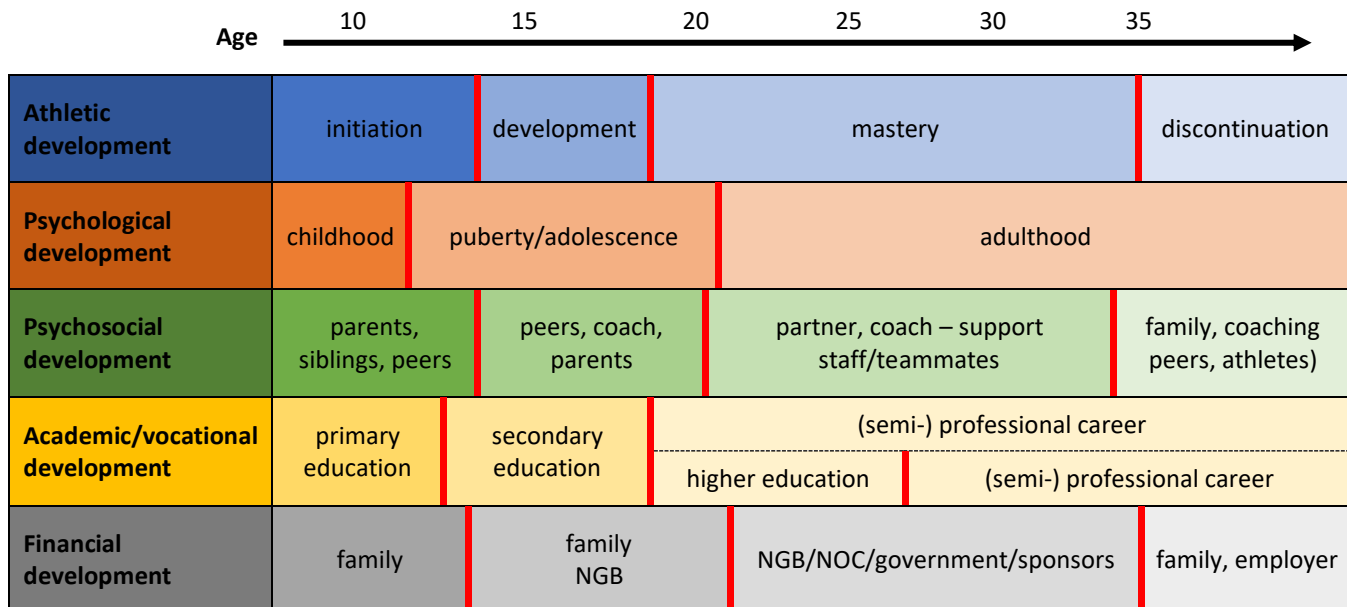 10 15 20 25 30 35
Age
Athletic
development
initiation
development
mastery
discontinuation
Psychological
development
childhood
puberty/adolescence
adulthood
Psychosocial
development
parents,
siblings, peers
peers, coach,
parents
partner, coach – support
staff/teammates
family, coaching
peers, athletes)
Academic/vocational
development
primary
education
secondary
education
(semi-) professional career
higher education
(semi-) professional career
Financial
development
family
family
NGB
NGB/NOC/government/sponsors
family, employer